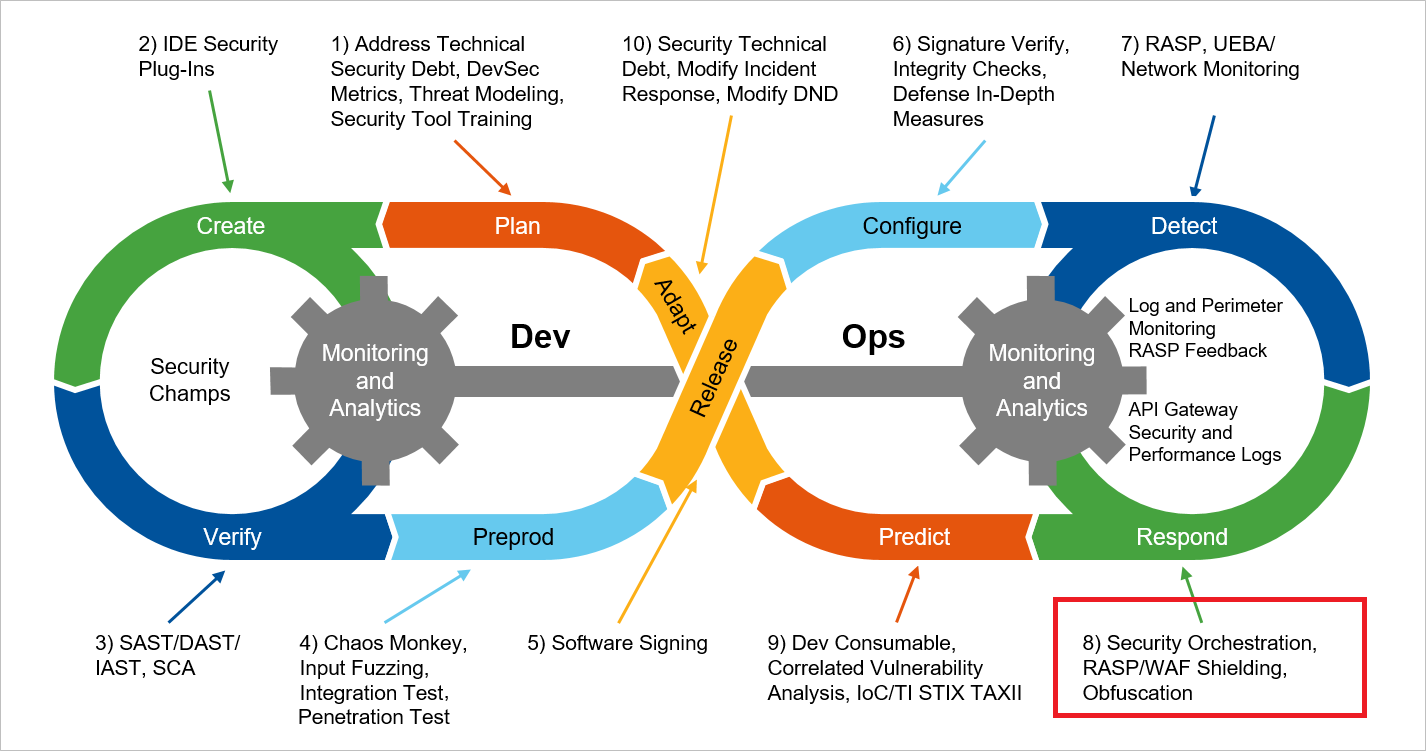 2) IDE Security
Plug-Ins
1) Address Technical
Security Debt, DevSec
Metrics, Threat Modeling,
Security Tool Training
10) Security Technical
Debt, Modify Incident
Response, Modify DND
6) Signature Verify,
Integrity Checks,
Defense In-Depth
Measures
7) RASP, UEBA/
Network Monitoring
Create
Plan
Adapt
Release
Configure
Detect
Security
Champs
Monitoring
and
Analytics
Dev
Ops
Monitoring
and
Analytics
Log and Perimeter
Monitoring
RASP Feedback
API Gateway
Security and
Performance Logs
Verify
Preprod
Predict
Respond
3) SAST/DAST/
IAST, SCA
4) Chaos Monkey,
Input Fuzzing,
Integration Test,
Penetration Test
5) Software Signing
9) Dev Consumable,
Correlated Vulnerability
Analysis, IoC/TI STIX TAXII
8) Security Orchestration,
RASP/WAF Shielding,
Obfuscation